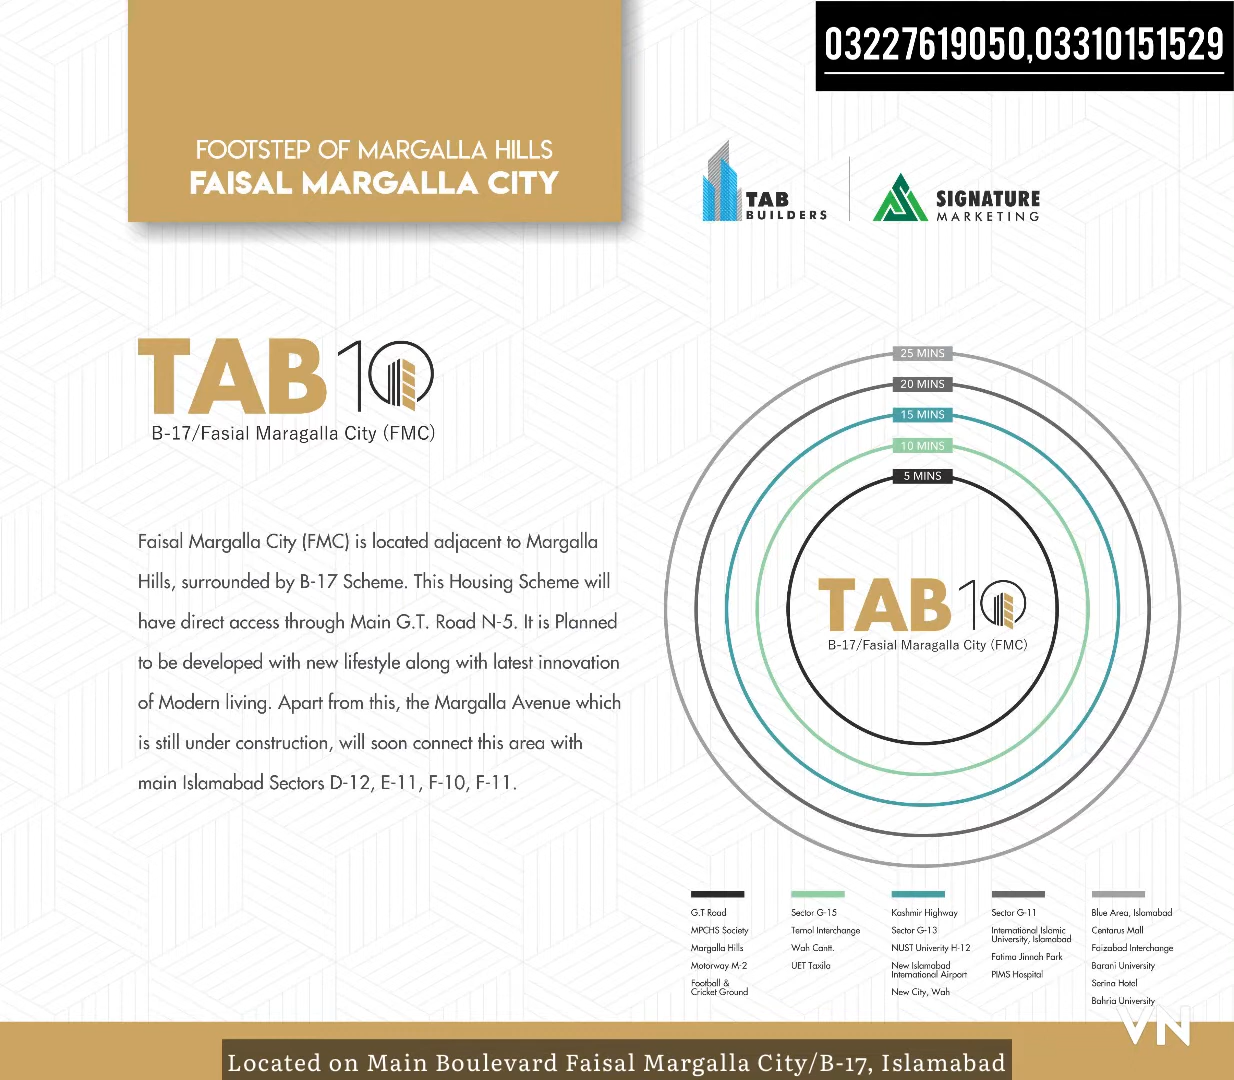 03227619050,03310151529
FOOTSTEP OF MARGALLA HILLS
FAISAL MARGALLA CITY
TAB
BUILDERS
SIGNATURE
MARKETING
TAB 10
B-17/Fasial Maragalla City (FMC)
Faisal Margalla City (FMC) is located adjacent to Margalla
Hills, surrounded by B-17 Scheme. This Housing Scheme will
have direct access through Main G.T. Road N-5. It is Planned
to be developed with new lifestyle along with latest innovation
of Modern living. Apart from this, the Margalla Avenue which
is still under construction, will soon connect this area with
main Islamabad Sectors D-12, E-11, F-10, F-11.
25 MINS
20 MINS
15 MINS
10 MINS
5 MINS
TAB 10
B-17/Fasial Maragalla City (FMC)
G.T Road
MPCHS Society
Margalla Hills
Motorway M-2
Football &
Cricket Ground
Sector G-15
Ternol Interchange
Wah Cantt.
UET Taxila
Kashmir Highway
Sector G-13
NUST Univerity H-12
New Islamabad
International Airport
New City, Wah
Sector G-11
International Islamic
University, Islamabad
Fatima Jinnah Park
PIMS Hospital
Blue Area, Islamabad
Centarus Mall
Faizabad Interchange
Barani University
Serina Hotel
Bahria University
VN
Located on Main Boulevard Faisal Margalla City/B-17, Islamabad